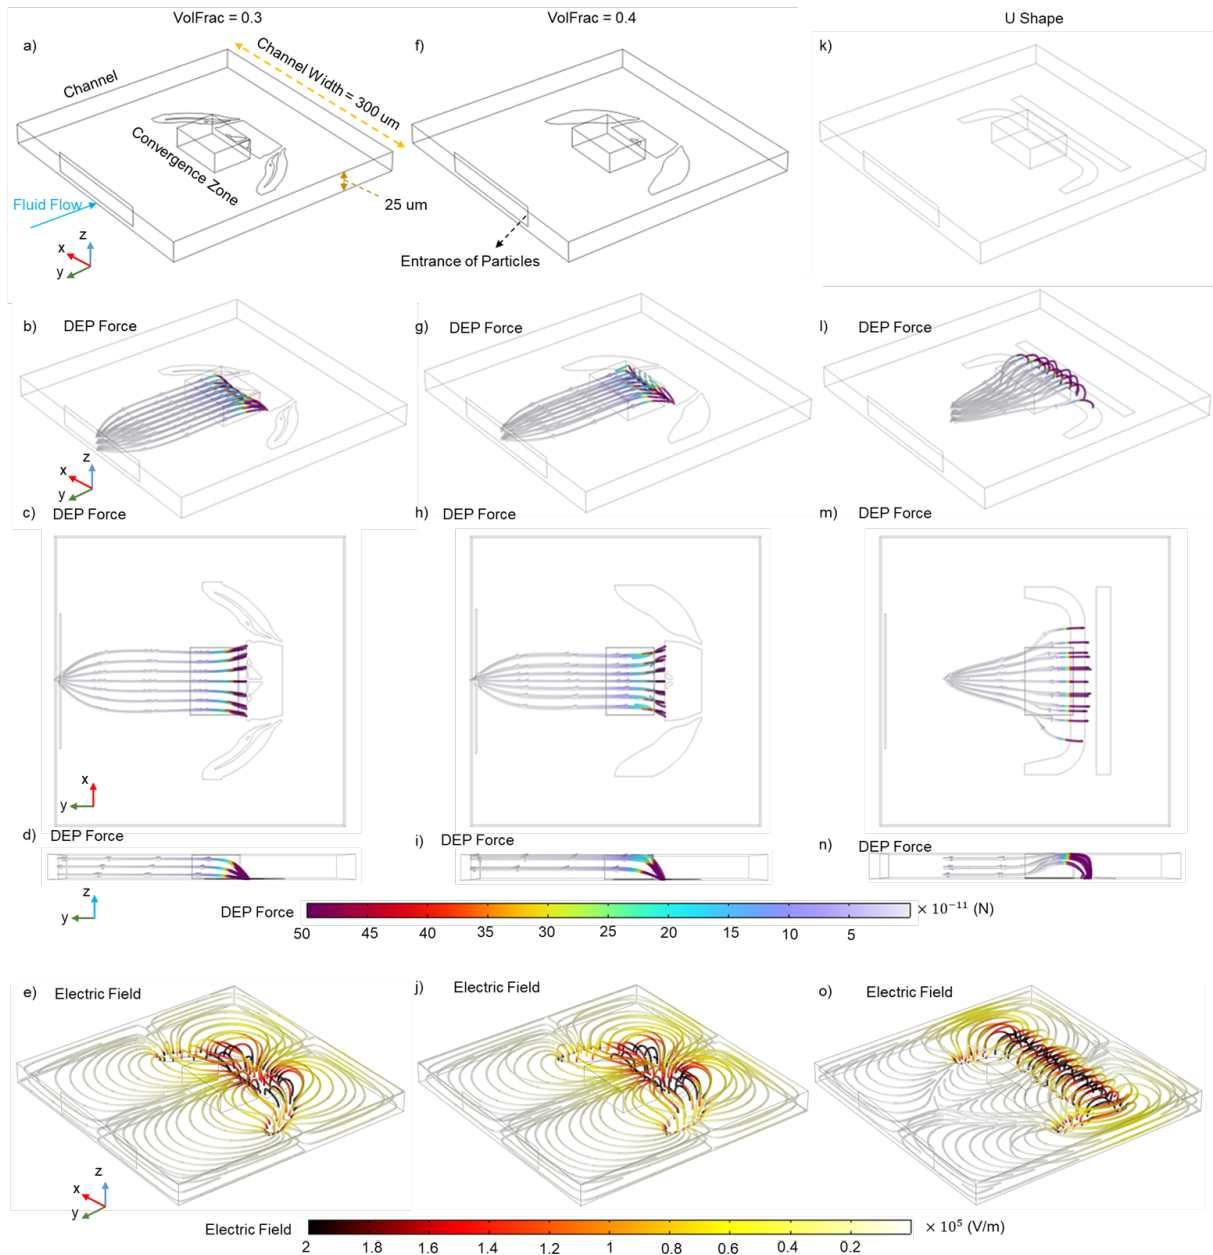 VolFrac = 0.3
VolFrac = 0.4
U Shape
a)
f)
k)
Channel
Channel Width = 300 um
Convergence Zone
25 um
Fluid Flow
Entrance of Particles
z
x
y
b) DEP Force
g) DEP Force
l) DEP Force
z
x
y
c) DEP Force
h) DEP Force
m) DEP Force
x
y
d) DEP Force
i) DEP Force
n) DEP Force
z
y
DEP Force
× 10⁻¹¹ (N)
50 45 40 35 30 25 20 15 10 5
e) Electric Field
j) Electric Field
o) Electric Field
z
x
y
Electric Field
× 10⁵ (V/m)
2 1.8 1.6 1.4 1.2 1 0.8 0.6 0.4 0.2